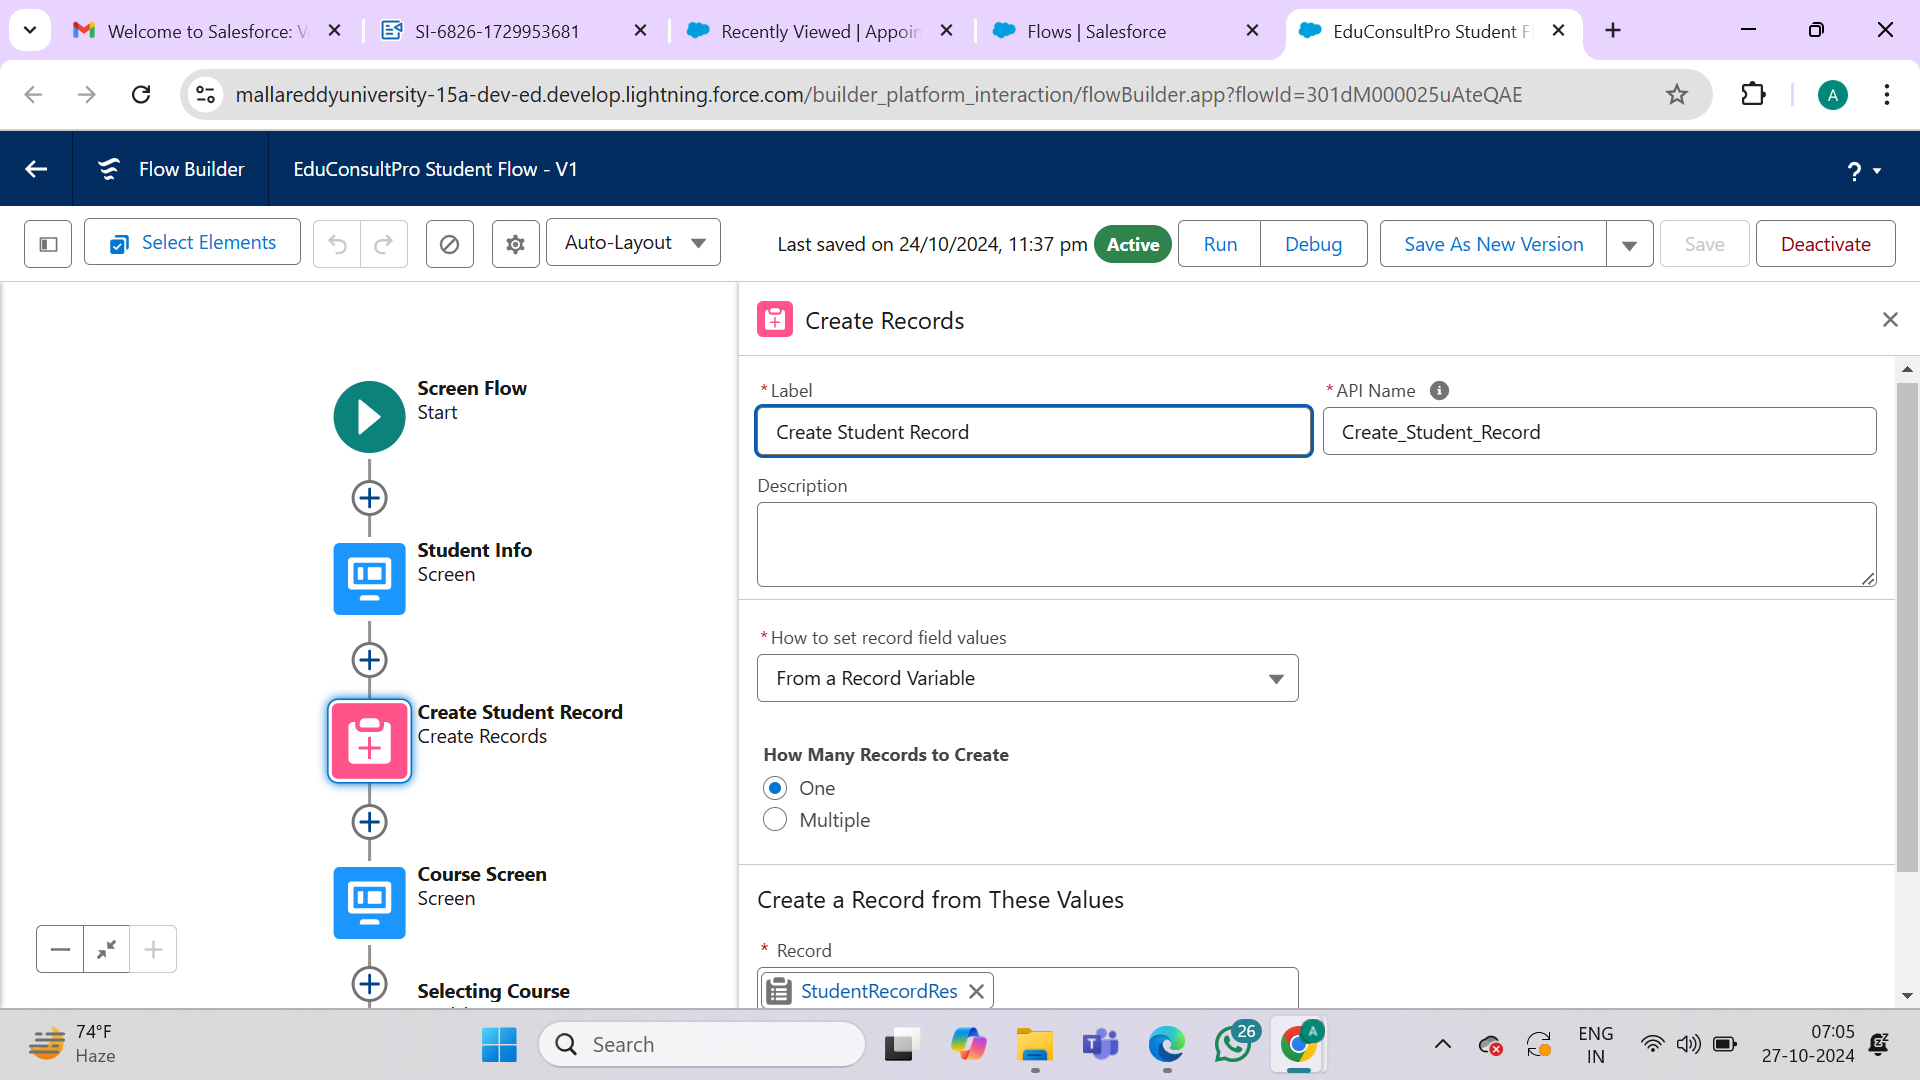 Welcome to Salesforce: V
SI-6826-1729953681
Recently Viewed | Appoin
Flows | Salesforce
EduConsultPro Student F
mallareddyuniversity-15a-dev-ed.develop.lightning.force.com/builder_platform_interaction/flowBuilder.app?flowId=301dM000025uAteQAE
A
Flow Builder
EduConsultPro Student Flow - V1
?
Select Elements
Auto-Layout
Last saved on 24/10/2024, 11:37 pm
Active
Run
Debug
Save As New Version
Save
Deactivate
Screen Flow
Start
Student Info
Screen
Create Student Record
Create Records
Course Screen
Screen
Selecting Course
Create Records
* Label
* API Name
Create Student Record
Create_Student_Record
Description
* How to set record field values
From a Record Variable
How Many Records to Create
One
Multiple
Create a Record from These Values
* Record
StudentRecordRes
74°F
Haze
Search
26
A
ENG
IN
07:05
27-10-2024